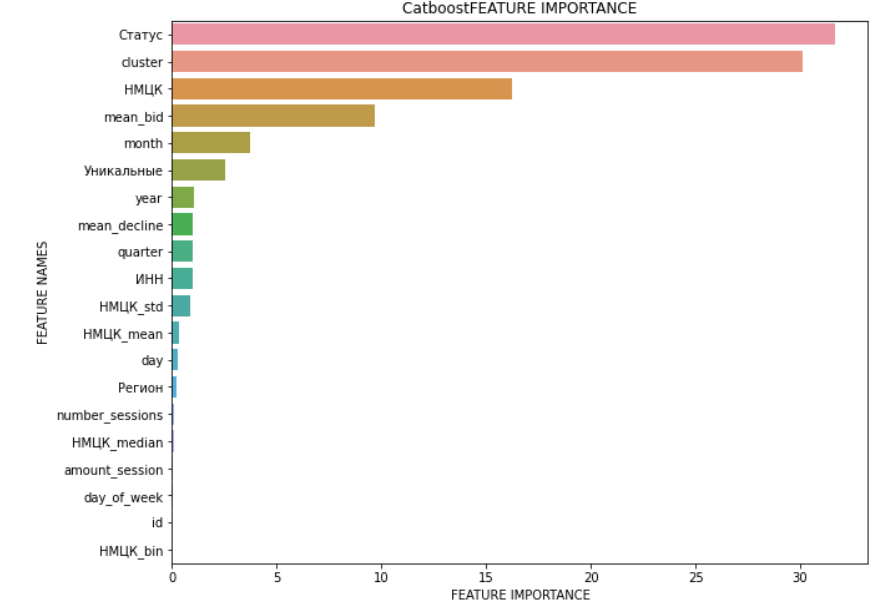 CatboostFEATURE IMPORTANCE
Статус
cluster
НМЦК
mean_bid
month
Уникальные
year
mean_decline
quarter
ИНН
НМЦК_std
НМЦК_mean
day
Регион
number_sessions
НМЦК_median
amount_session
day_of_week
id
НМЦК_bin
FEATURE NAMES
0 5 10 15 20 25 30
FEATURE IMPORTANCE